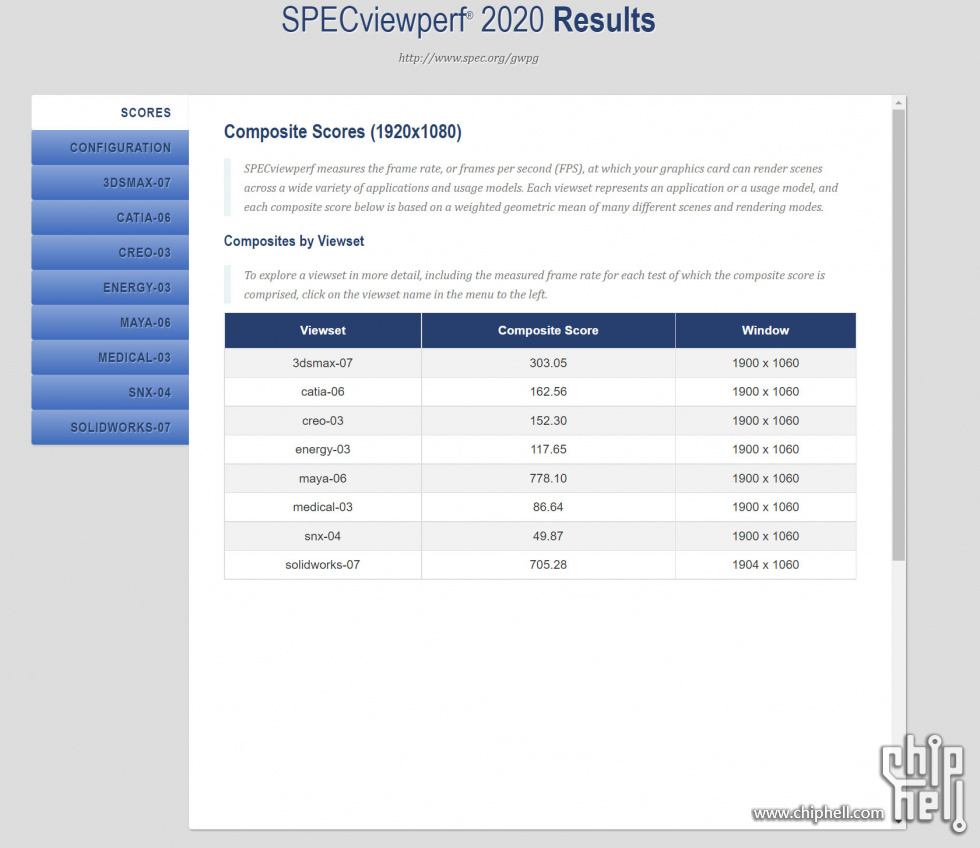 SPECviewperf® 2020 Results
http://www.spec.org/gwpg
SCORES
CONFIGURATION
3DSMAX-07
CATIA-06
CREO-03
ENERGY-03
MAYA-06
MEDICAL-03
SNX-04
SOLIDWORKS-07
Composite Scores (1920x1080)
SPECviewperf measures the frame rate, or frames per second (FPS), at which your graphics card can render scenes
across a wide variety of applications and usage models. Each viewset represents an application or a usage model, and
each composite score below is based on a weighted geometric mean of many different scenes and rendering modes.
Composites by Viewset
To explore a viewset in more detail, including the measured frame rate for each test of which the composite score is
comprised, click on the viewset name in the menu to the left.
Viewset Composite Score Window
3dsmax-07 303.05 1900 x 1060
catia-06 162.56 1900 x 1060
creo-03 152.30 1900 x 1060
energy-03 117.65 1900 x 1060
maya-06 778.10 1900 x 1060
medical-03 86.64 1900 x 1060
snx-04 49.87 1900 x 1060
solidworks-07 705.28 1904 x 1060
www.chiphell.com
chip
hell